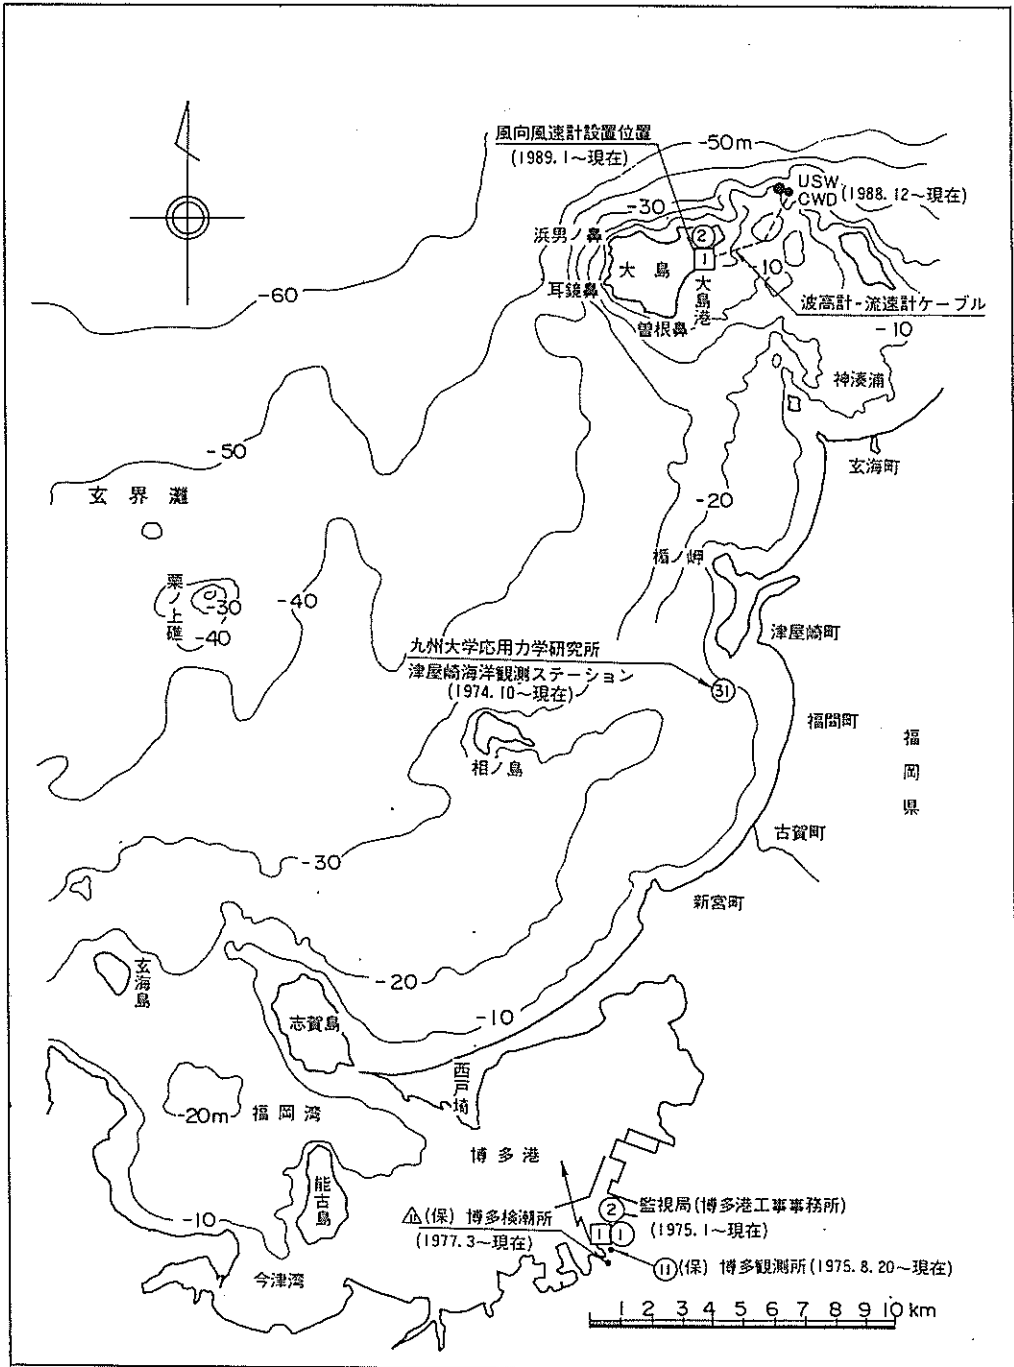 風向風速計設置位置
(1989.1～現在)
-50m
USW
CWD
(1988.12～現在)
-30
浜男ノ鼻
②
1
大島
-10
大島港
耳鏡鼻
曽根鼻
波高計-流速計ケーブル
-10
-60
神湊浦
玄海町
-50
玄界灘
-20
楯ノ岬
栗ノ上礁
-30
-40
-40
津屋崎町
九州大学応用力学研究所
津屋崎海洋観測ステーション
(1974.10～現在)
㉛
福間町
福岡県
相ノ島
古賀町
-30
新宮町
玄海島
-20
志賀島
-10
西戸埼
-20m
福岡湾
博多港
能古島
-10
②監視局(博多港工事事務所)
(1975.1～現在)
1 ①
(保) 博多検潮所
(1977.3～現在)
⑪(保) 博多観測所(1975.8.20～現在)
今津湾
1 2 3 4 5 6 7 8 9 10 km